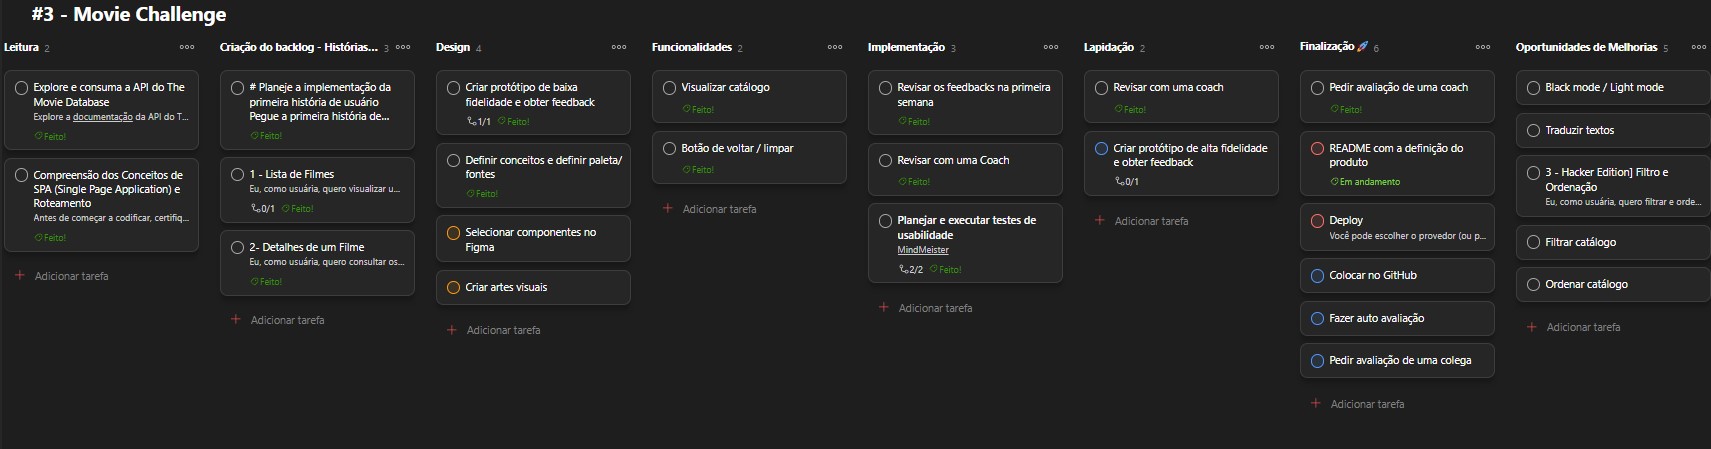 #3 - Movie Challenge
Leitura 2
Explore e consuma a API do The
Movie Database
Explore a documentação da API do T...
Feito!
Compreensão dos Conceitos de
SPA (Single Page Application) e
Roteamento
Antes de começar a codificar, certifiq...
Feito!
+ Adicionar tarefa
Criação do backlog - Histórias... 3
# Planeje a implementação da
primeira história de usuário
Pegue a primeira história de...
Feito!
1 - Lista de Filmes
Eu, como usuária, quero visualizar u...
0/1 Feito!
2- Detalhes de um Filme
Eu, como usuária, quero consultar os...
Feito!
+ Adicionar tarefa
Design 4
Criar protótipo de baixa
fidelidade e obter feedback
1/1 Feito!
Definir conceitos e definir paleta/
fontes
Feito!
Selecionar componentes no
Figma
Criar artes visuais
+ Adicionar tarefa
Funcionalidades 2
Visualizar catálogo
Feito!
Botão de voltar / limpar
Feito!
+ Adicionar tarefa
Implementação 3
Revisar os feedbacks na primeira
semana
Feito!
Revisar com uma Coach
Feito!
Planejar e executar testes de
usabilidade
MindMeister
2/2 Feito!
+ Adicionar tarefa
Lapidação 2
Revisar com uma coach
Feito!
Criar protótipo de alta fidelidade
e obter feedback
0/1
+ Adicionar tarefa
Finalização 🚀 6
Pedir avaliação de uma coach
Feito!
README com a definição do
produto
Em andamento
Deploy
Você pode escolher o provedor (ou p...
Colocar no GitHub
Fazer auto avaliação
Pedir avaliação de uma colega
+ Adicionar tarefa
Oportunidades de Melhorias 5
Black mode / Light mode
Traduzir textos
3 - Hacker Edition] Filtro e
Ordenação
Eu, como usuária, quero filtrar e orde...
Filtrar catálogo
Ordenar catálogo
+ Adicionar tarefa